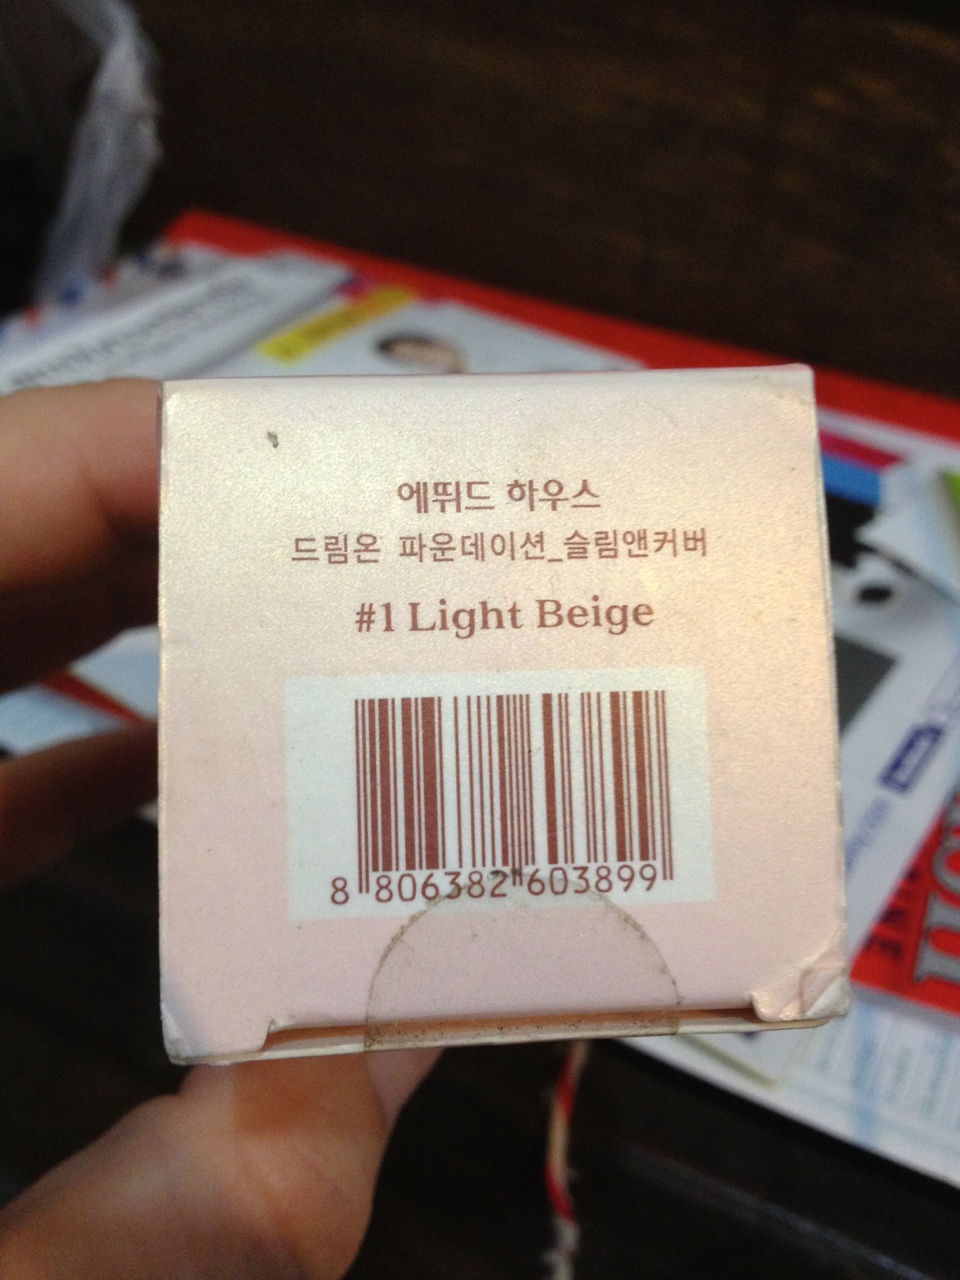 에뛰드 하우스
드림온 파운데이션_슬림앤커버
#1 Light Beige
8 806382 603899